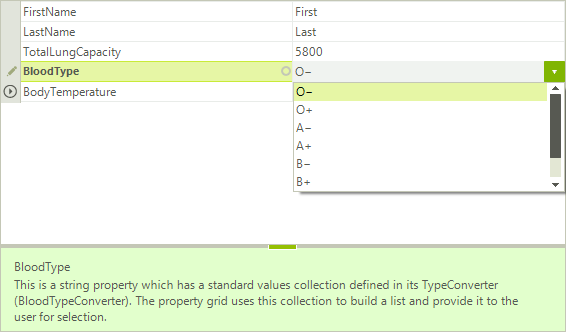 FirstName First
LastName Last
TotalLungCapacity 5800
BloodType O−
BodyTemperature O−
O+
A−
A+
B−
B+
BloodType
This is a string property which has a standard values collection defined in its TypeConverter
(BloodTypeConverter). The property grid uses this collection to build a list and provide it to the
user for selection.